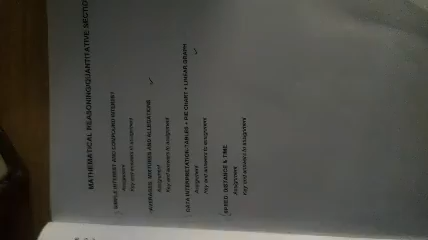 MATHEMATICAL REASONING/QUANTITATIVE SECTIO
SIMPLE INTEREST AND COMPOUND INTEREST
Assignment
Key and answers to assignment
AVERAGES, MIXTURES AND ALLEGATIONS
Assignment
Key and answers to assignment
DATA INTERPRETATION-TABLES + PIE CHART + LINEAR GRAPH
Assignment
Key and answers to assignment
SPEED, DISTANCE & TIME
Assignment
Key and answers to assignment